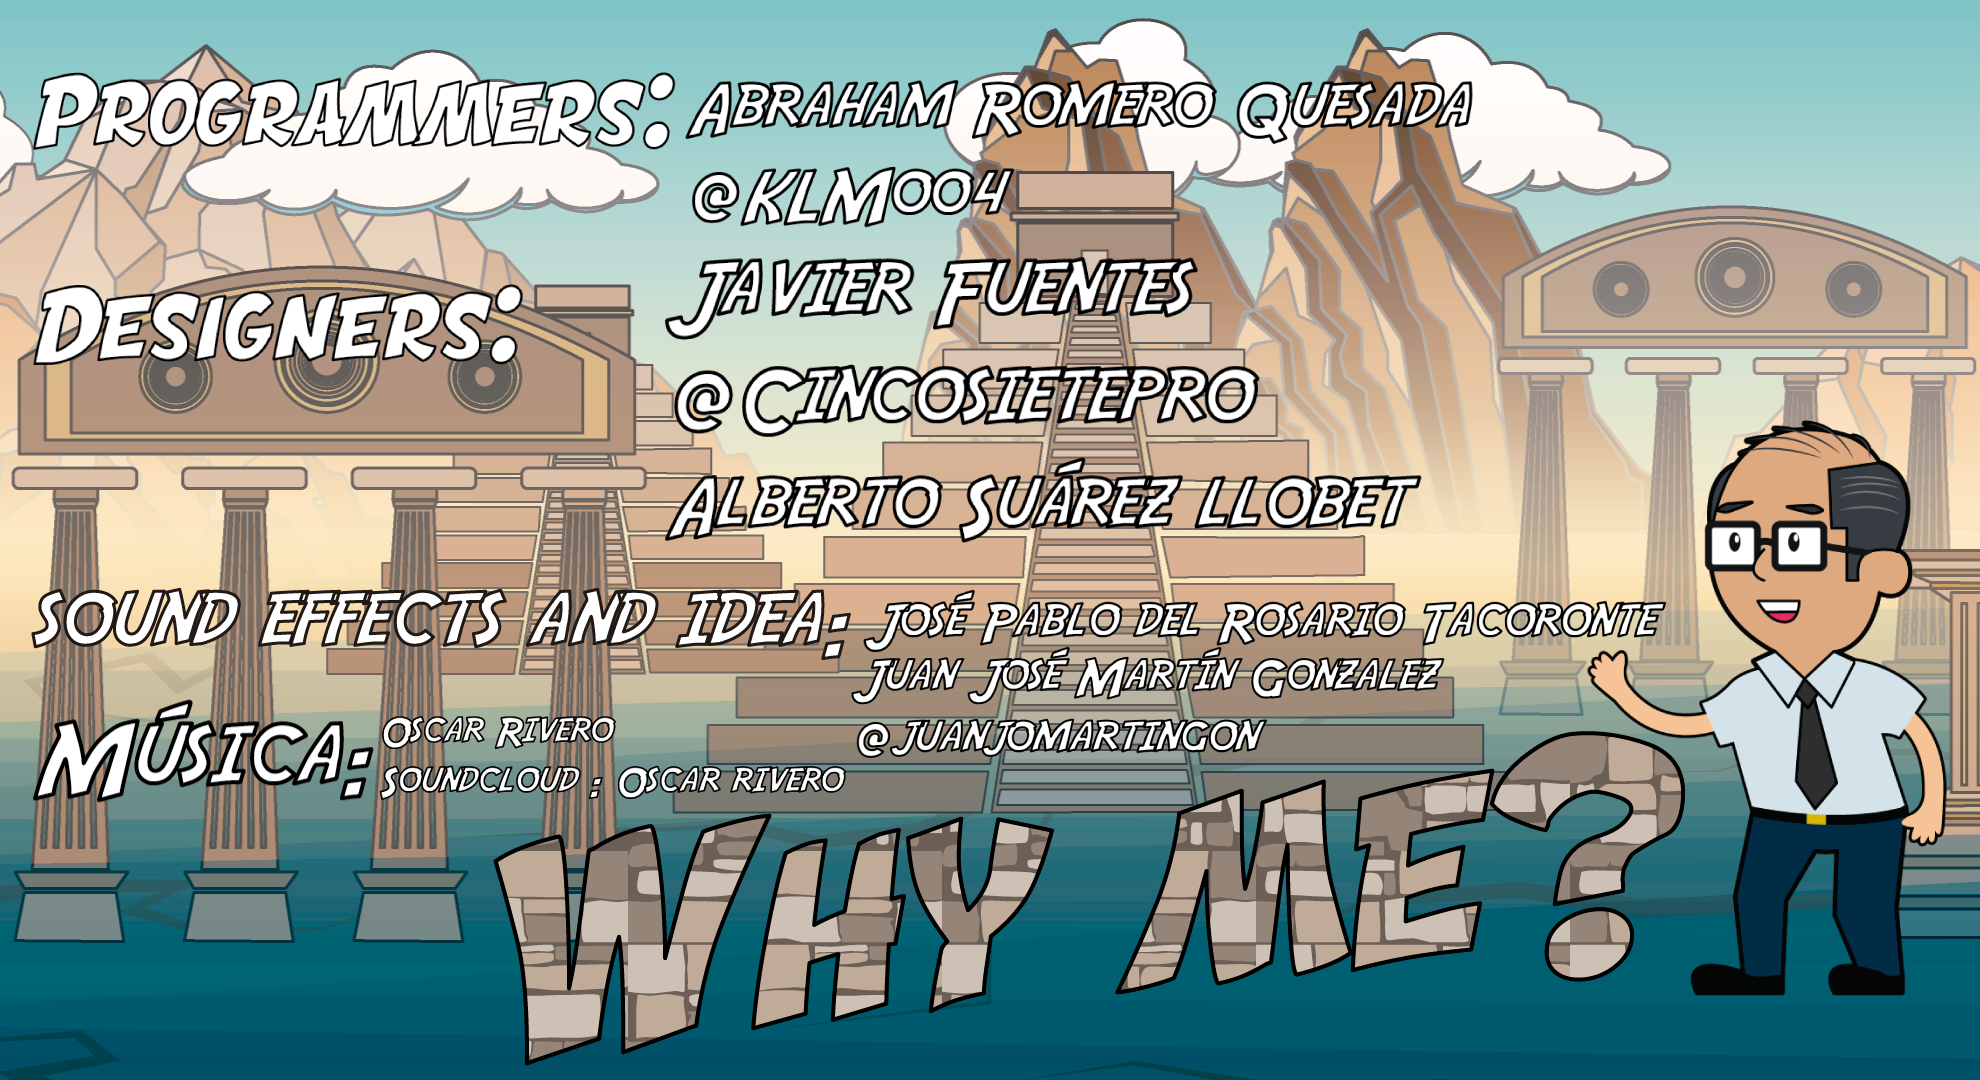 Programmers: Abraham Romero Quesada
@KLM004
Designers: Javier Fuentes
@Cincosietepro
Alberto Suárez llobet
sound effects and idea: José Pablo del Rosario Tacoronte
Juan José Martín Gonzalez
@juanjoMartingon
Música: Oscar Rivero
Soundcloud : Oscar rivero
Why me?